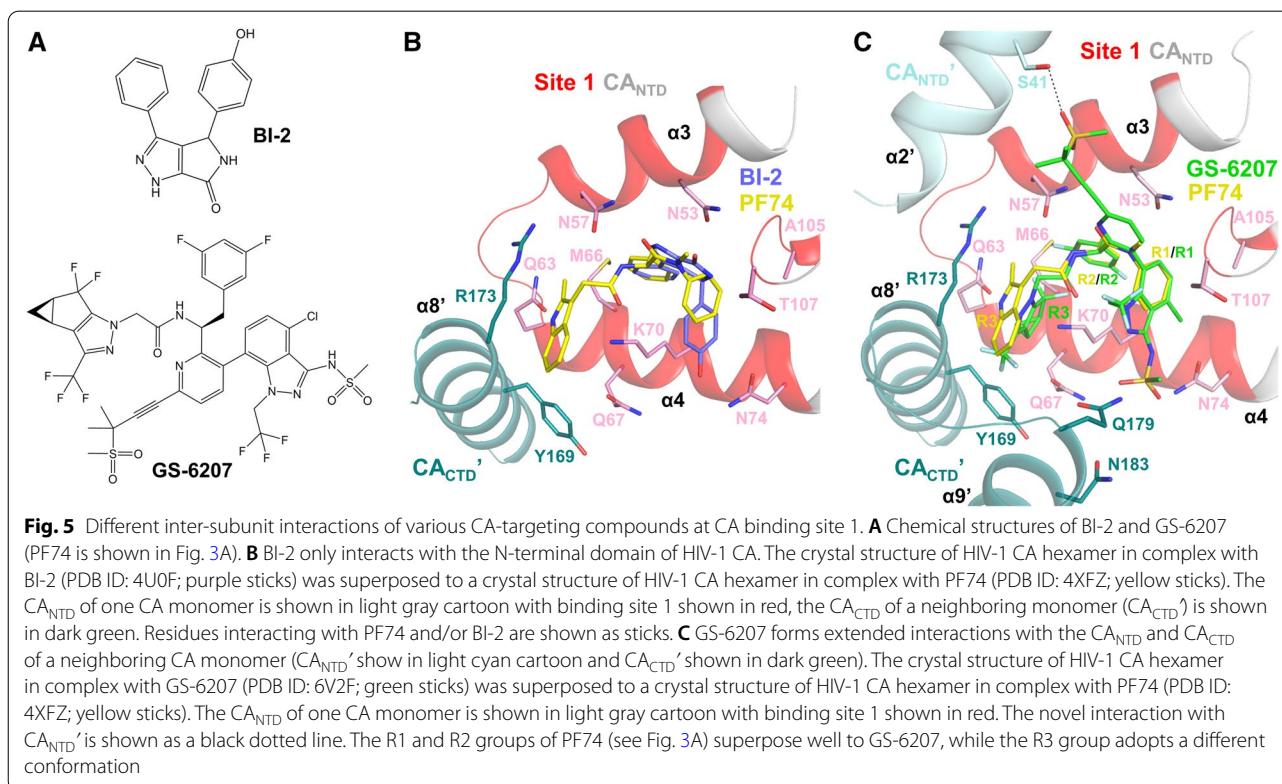 A
OH
N
N
H
NH
O
BI-2
F
F
F
F
F
F
F
N
N
O
H
N
N
Cl
N
N
HN
S
O
O
F
F
F
S
O
O
GS-6207
B
Site 1 CANTD
α3
BI-2
PF74
N57
N53
A105
M66
Q63
R173
α8’
T107
K70
α4
Q67
N74
Y169
CACTD’
C
CANTD’
S41
Site 1 CANTD
α3
α2’
GS-6207
PF74
N57
N53
A105
M66
R1/R1
Q63
R2/R2
R173
α8’
T107
R3
R3
K70
Q67
N74
α4
Y169
Q179
CACTD’
N183
α9’
Fig. 5 Different inter-subunit interactions of various CA-targeting compounds at CA binding site 1. A Chemical structures of BI-2 and GS-6207
(PF74 is shown in Fig. 3A). B BI-2 only interacts with the N-terminal domain of HIV-1 CA. The crystal structure of HIV-1 CA hexamer in complex with
BI-2 (PDB ID: 4U0F; purple sticks) was superposed to a crystal structure of HIV-1 CA hexamer in complex with PF74 (PDB ID: 4XFZ; yellow sticks). The
CANTD of one CA monomer is shown in light gray cartoon with binding site 1 shown in red, the CACTD of a neighboring monomer (CACTD′) is shown
in dark green. Residues interacting with PF74 and/or BI-2 are shown as sticks. C GS-6207 forms extended interactions with the CANTD and CACTD
of a neighboring CA monomer (CANTD′ show in light cyan cartoon and CACTD′ shown in dark green). The crystal structure of HIV-1 CA hexamer
in complex with GS-6207 (PDB ID: 6V2F; green sticks) was superposed to a crystal structure of HIV-1 CA hexamer in complex with PF74 (PDB ID:
4XFZ; yellow sticks). The CANTD of one CA monomer is shown in light gray cartoon with binding site 1 shown in red. The novel interaction with
CANTD′ is shown as a black dotted line. The R1 and R2 groups of PF74 (see Fig. 3A) superpose well to GS-6207, while the R3 group adopts a different
conformation